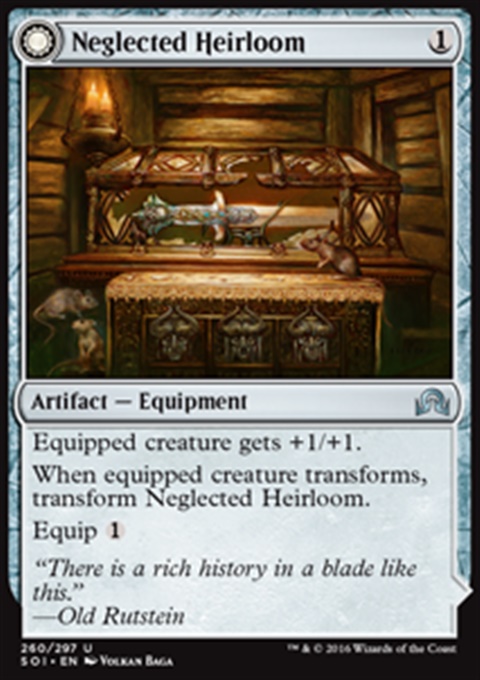 Neglected Heirloom 1
Artifact — Equipment
Equipped creature gets +1/+1.
When equipped creature transforms,
transform Neglected Heirloom.
Equip 1
“There is a rich history in a blade like
this.”
—Old Rutstein
260/297 U
SOI • EN Volkan Baga
™ & © 2016 Wizards of the Coast